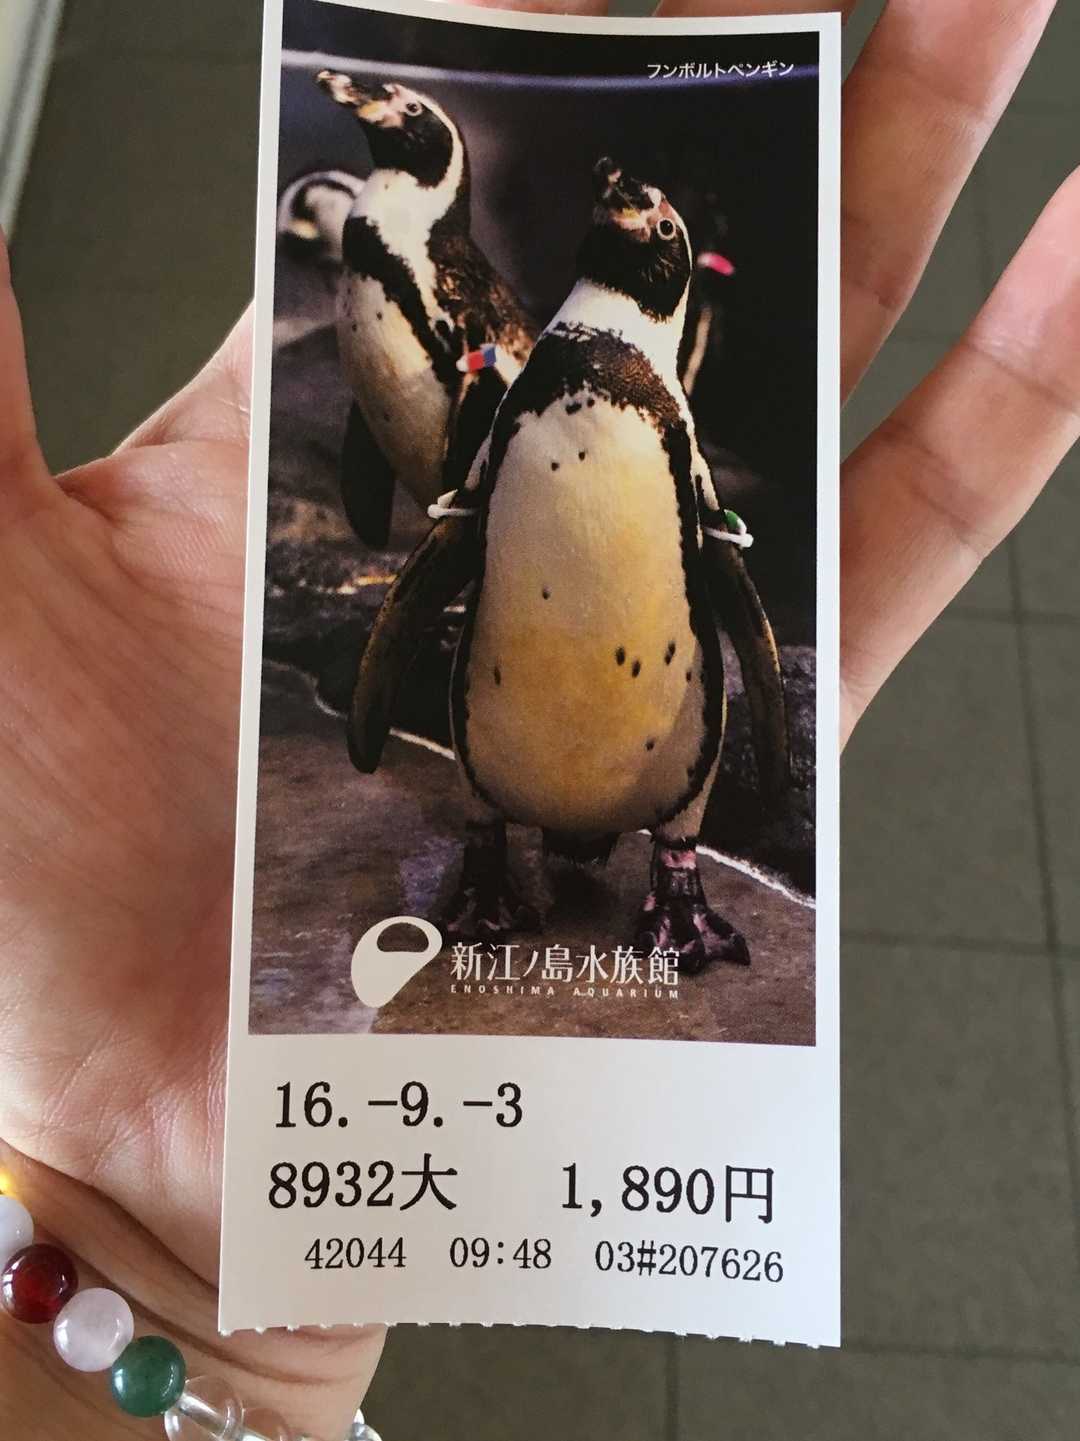 フンボルトペンギン
新江ノ島水族館
ENOSHIMA AQUARIUM
16.-9.-3
8932大 1,890円
42044 09:48 03#207626